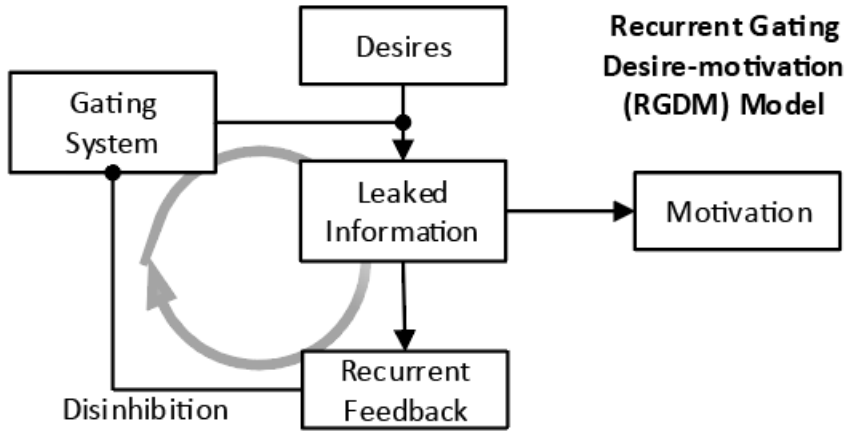 Recurrent Gating
Desire-motivation
(RGDM) Model
Desires
Gating
System
Leaked
Information
Motivation
Recurrent
Feedback
Disinhibition